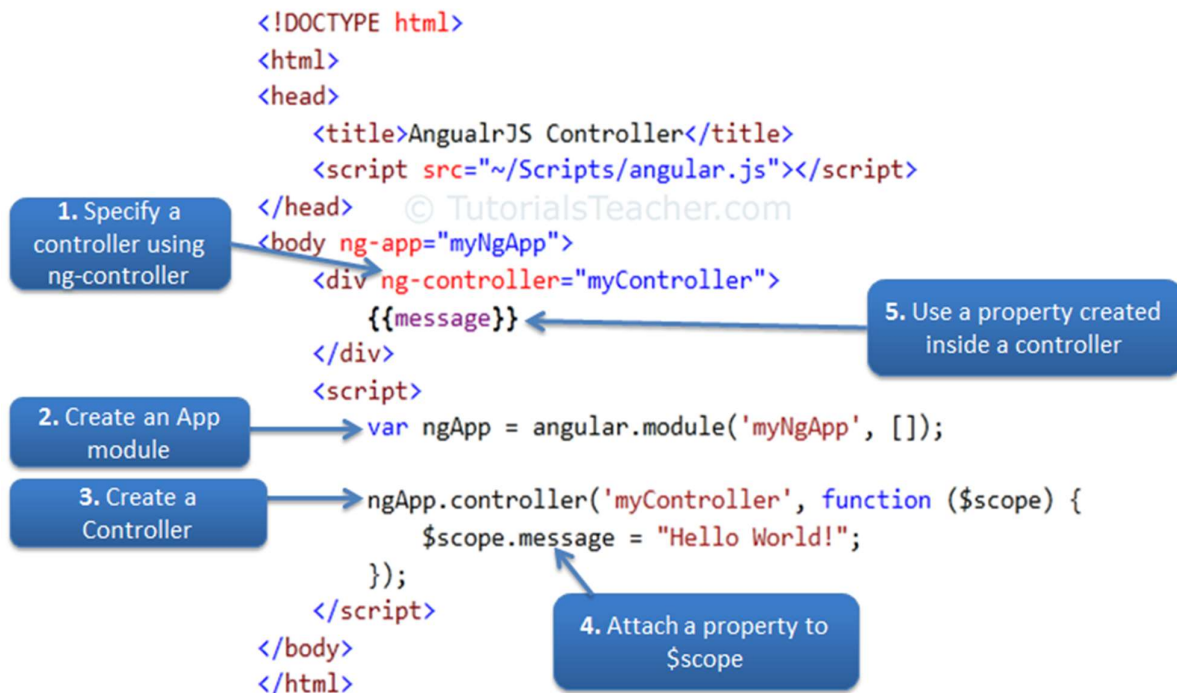 <!DOCTYPE html>
<html>
<head>
<title>AngualrJS Controller</title>
<script src="~/Scripts/angular.js"></script>
</head>
© TutorialsTeacher.com
1. Specify a
controller using
ng-controller
<body ng-app="myNgApp">
<div ng-controller="myController">
{{message}}
5. Use a property created
inside a controller
</div>
<script>
2. Create an App
module
var ngApp = angular.module('myNgApp', []);
3. Create a
Controller
ngApp.controller('myController', function ($scope) {
$scope.message = "Hello World!";
});
4. Attach a property to
$scope
</script>
</body>
</html>